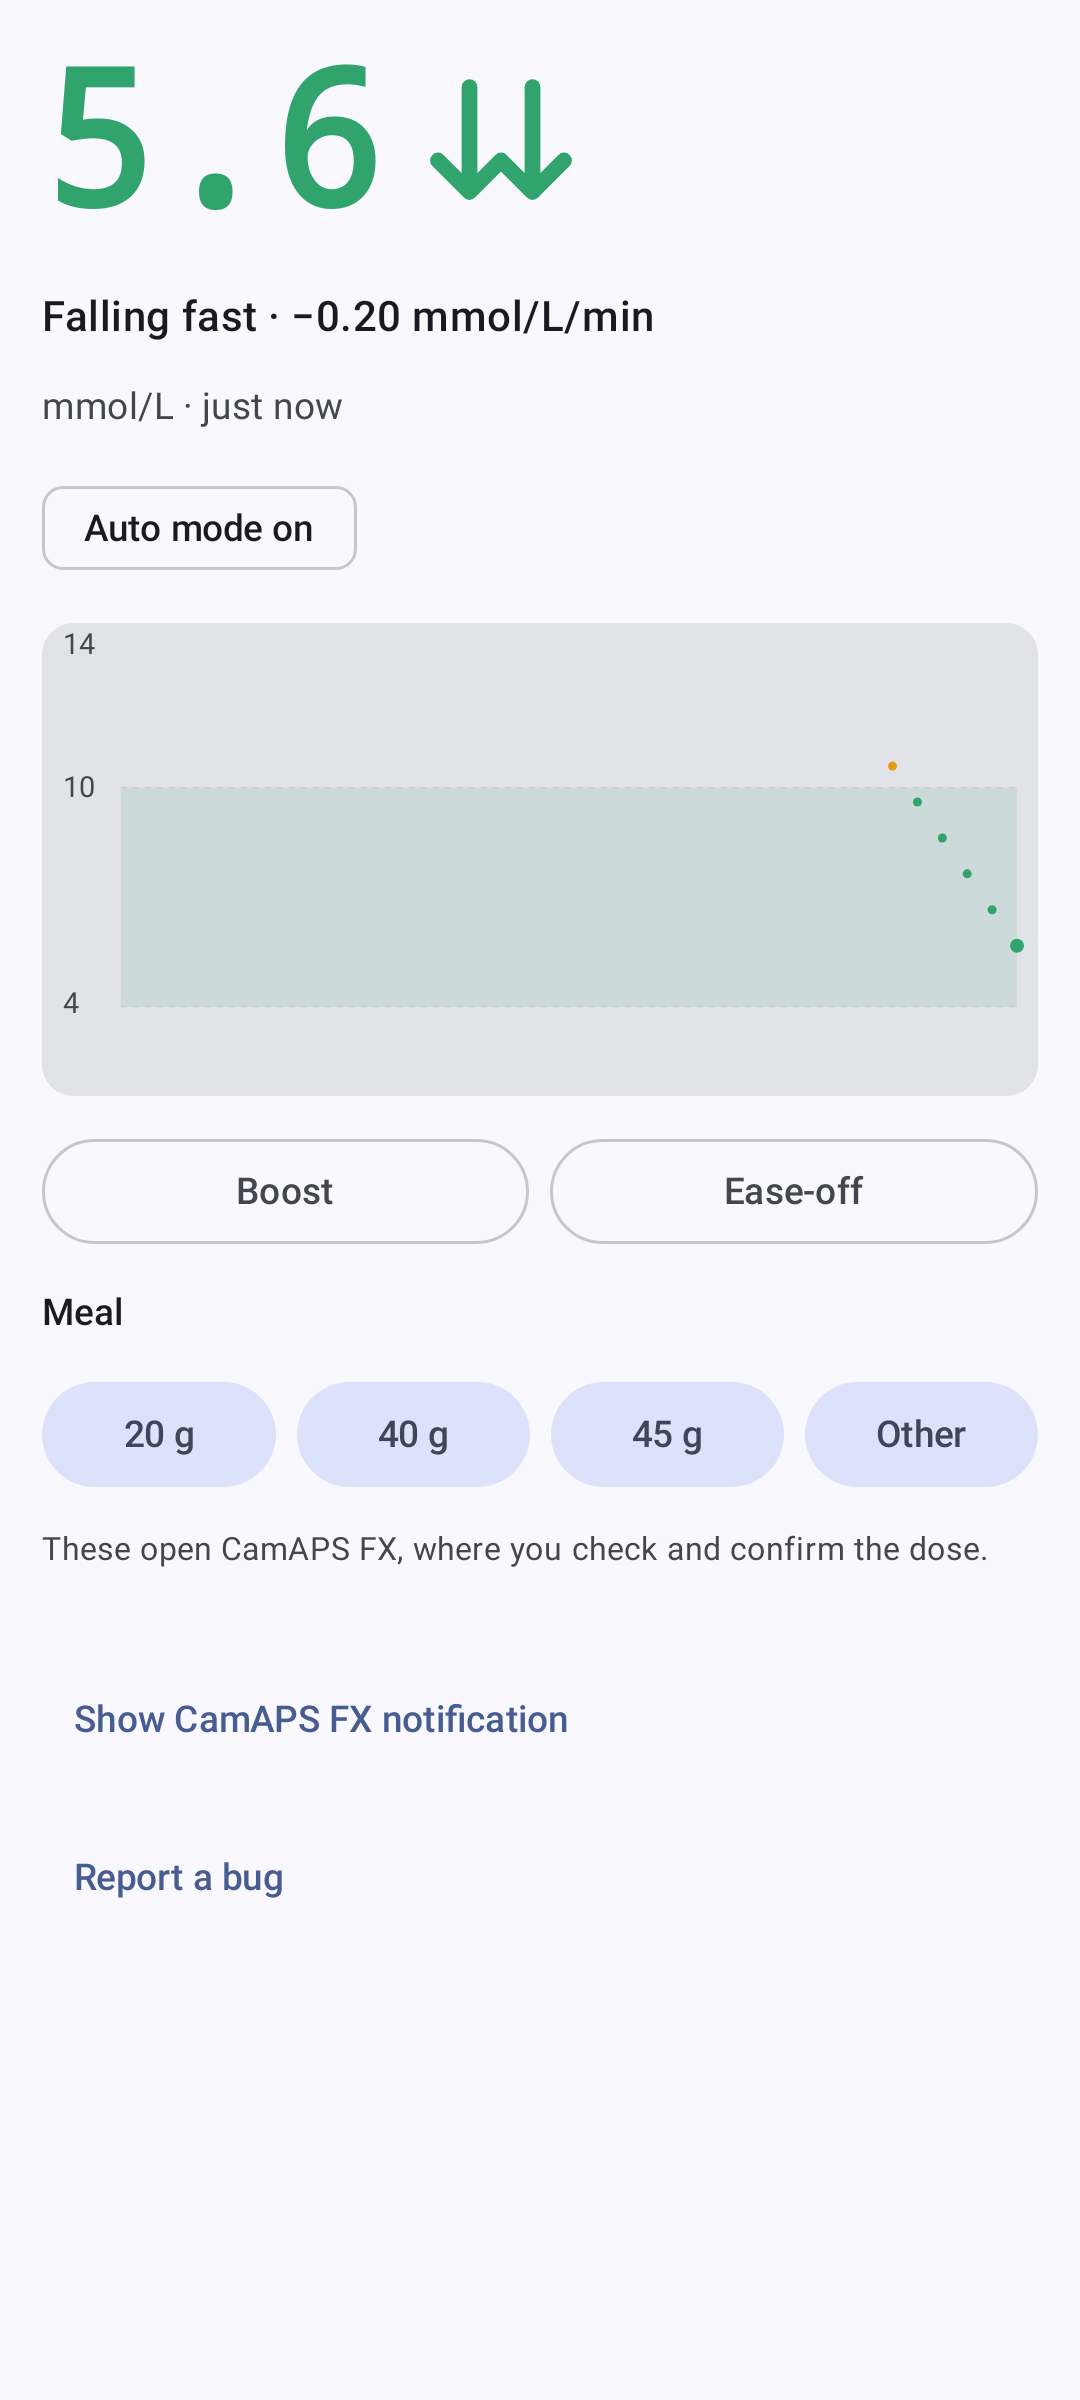 5.6
Falling fast · −0.20 mmol/L/min
mmol/L · just now
Auto mode on
14
10
4
Boost
Ease-off
Meal
20 g
40 g
45 g
Other
These open CamAPS FX, where you check and confirm the dose.
Show CamAPS FX notification
Report a bug